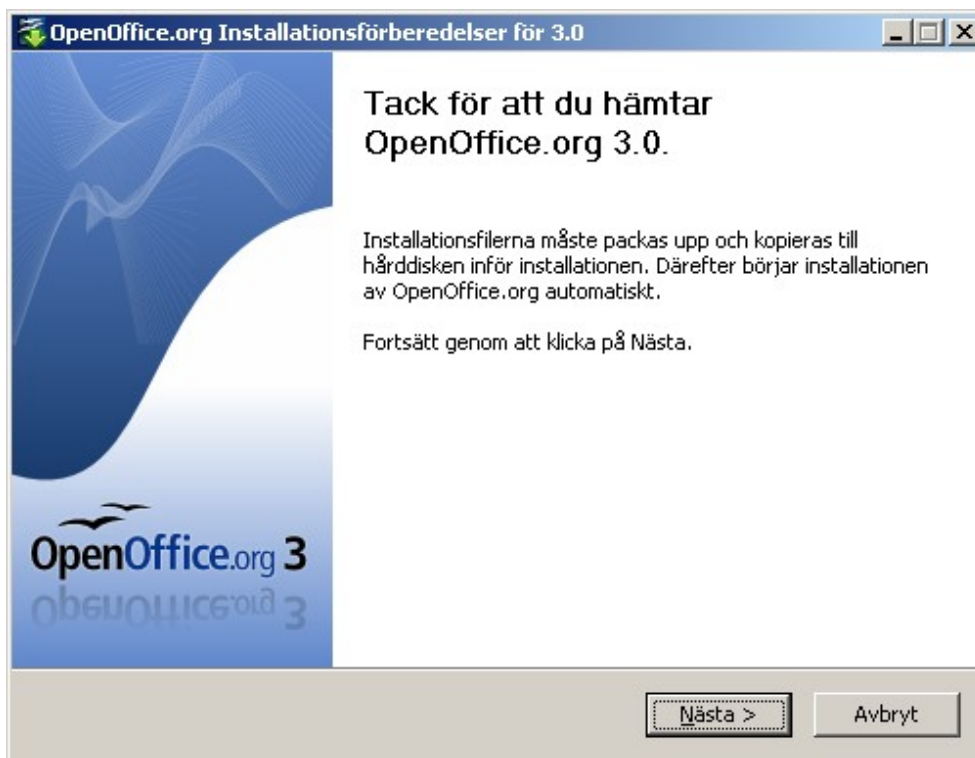 OpenOffice.org Installationsförberedelser för 3.0
Tack för att du hämtar
OpenOffice.org 3.0.
Installationsfilerna måste packas upp och kopieras till
hårddisken inför installationen. Därefter börjar installationen
av OpenOffice.org automatiskt.
Fortsätt genom att klicka på Nästa.
OpenOffice.org 3
Nästa >
Avbryt